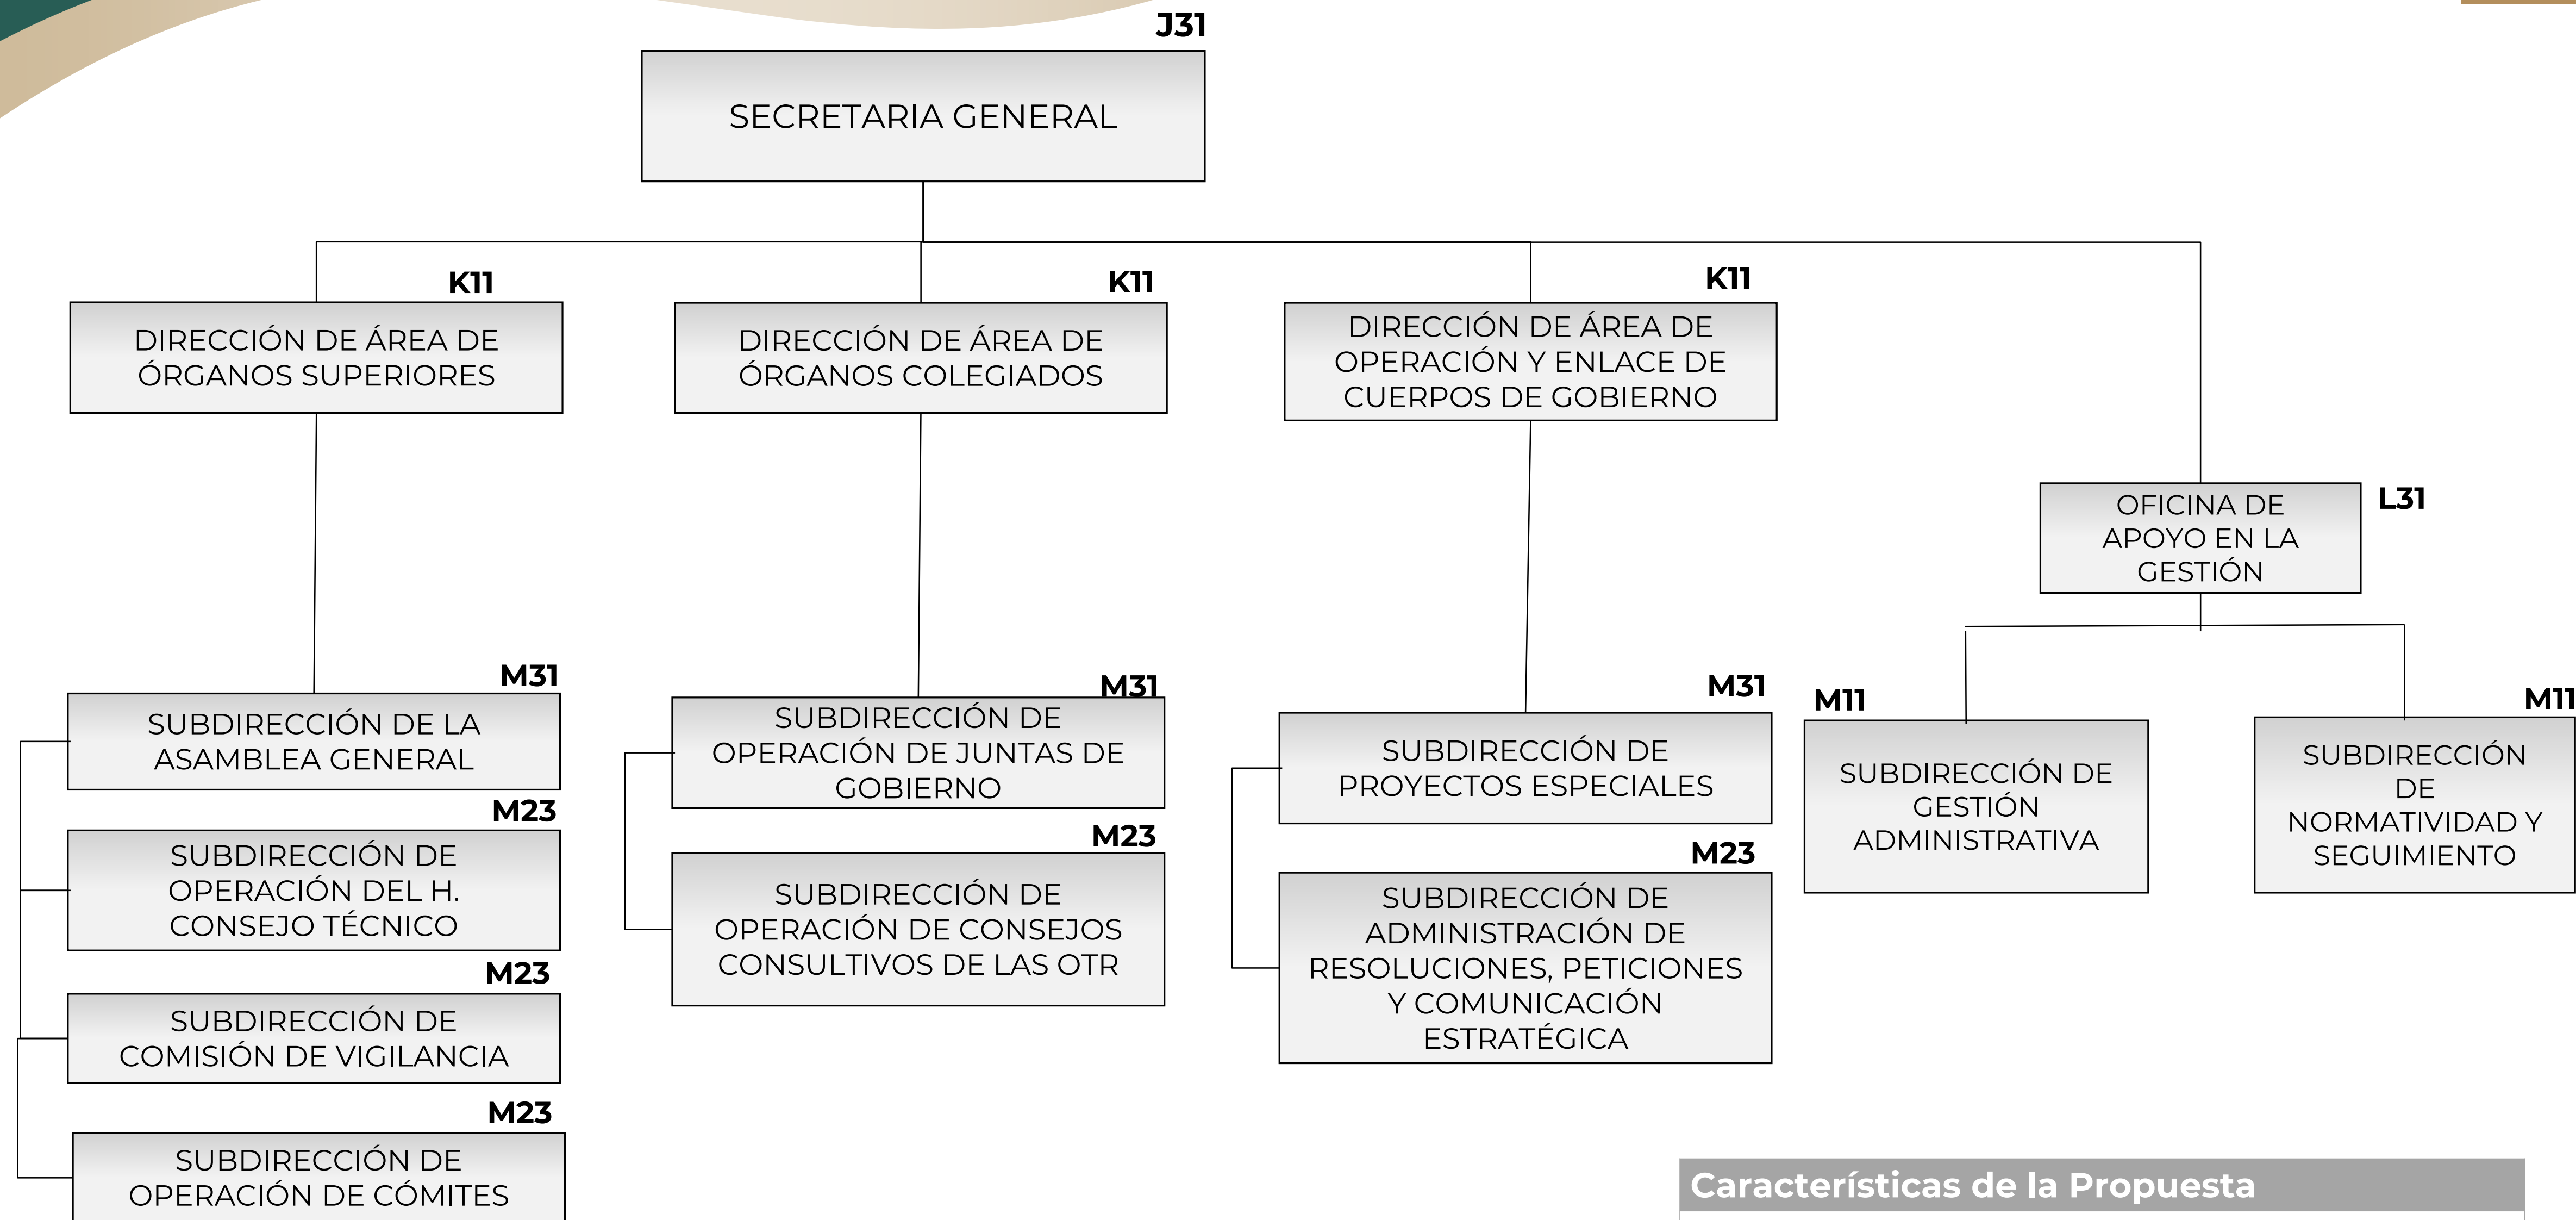 J31
SECRETARIA GENERAL
K11
DIRECCIÓN DE ÁREA DE
ÓRGANOS SUPERIORES
K11
DIRECCIÓN DE ÁREA DE
ÓRGANOS COLEGIADOS
K11
DIRECCIÓN DE ÁREA DE
OPERACIÓN Y ENLACE DE
CUERPOS DE GOBIERNO
L31
OFICINA DE
APOYO EN LA
GESTIÓN
M31
SUBDIRECCIÓN DE LA
ASAMBLEA GENERAL
M23
SUBDIRECCIÓN DE
OPERACIÓN DEL H.
CONSEJO TÉCNICO
M23
SUBDIRECCIÓN DE
COMISIÓN DE VIGILANCIA
M23
SUBDIRECCIÓN DE
OPERACIÓN DE CÓMITES
M31
SUBDIRECCIÓN DE
OPERACIÓN DE JUNTAS DE
GOBIERNO
M23
SUBDIRECCIÓN DE
OPERACIÓN DE CONSEJOS
CONSULTIVOS DE LAS OTR
M31
SUBDIRECCIÓN DE
PROYECTOS ESPECIALES
M23
SUBDIRECCIÓN DE
ADMINISTRACIÓN DE
RESOLUCIONES, PETICIONES
Y COMUNICACIÓN
ESTRATÉGICA
M11
SUBDIRECCIÓN DE
GESTIÓN
ADMINISTRATIVA
M11
SUBDIRECCIÓN
DE
NORMATIVIDAD Y
SEGUIMIENTO
Características de la Propuesta